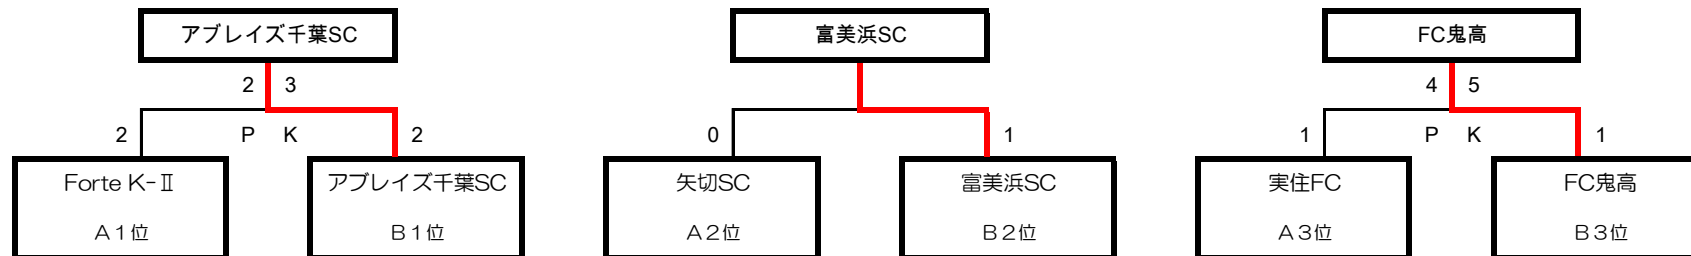 アブレイズ千葉SC 富美浜SC FC鬼高
2 3 4 5
2 P K 2 0 1 1 P K 1
Forte K-Ⅱ アブレイズ千葉SC 矢切SC 富美浜SC 実住FC FC鬼高
A1位 B1位 A2位 B2位 A3位 B3位